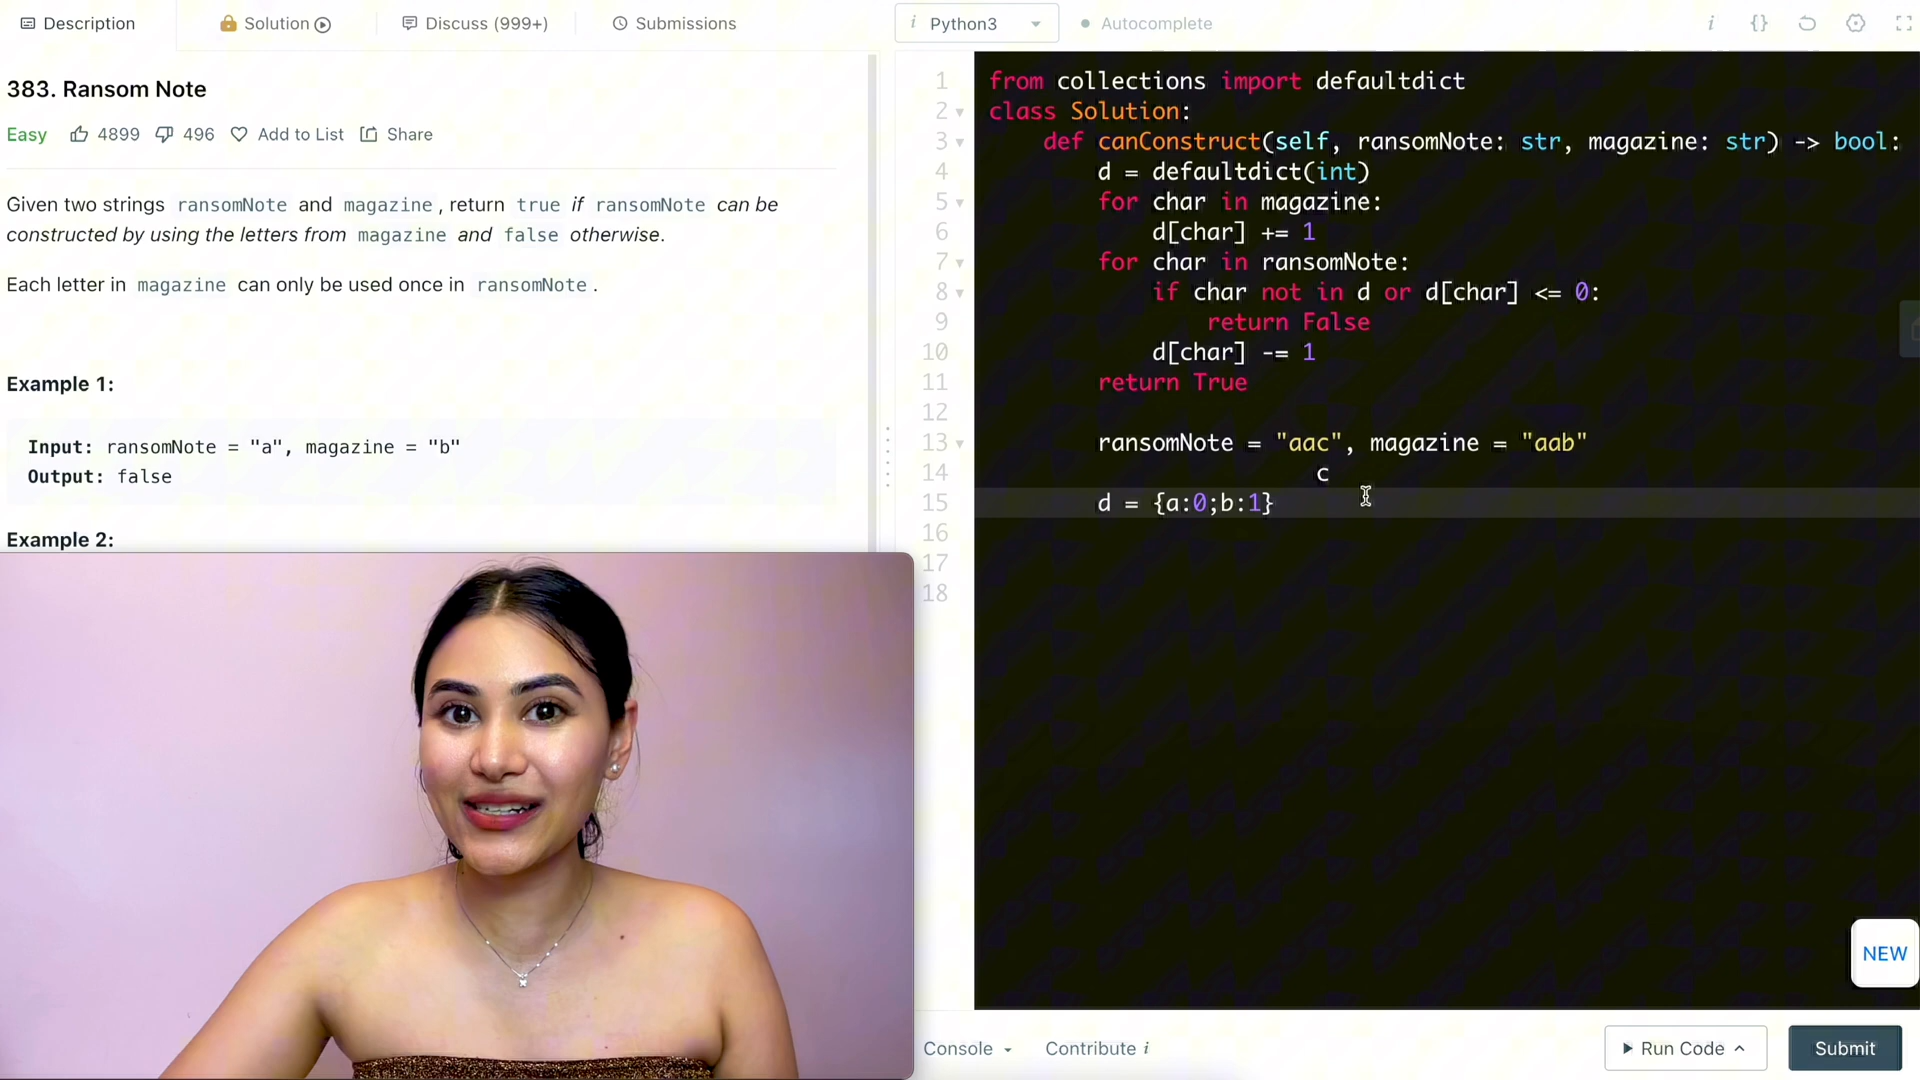 Description
Solution
Discuss (999+)
Submissions
i Python3
Autocomplete
i {}
383. Ransom Note
Easy 4899 496 Add to List Share
Given two strings ransomNote and magazine, return true if ransomNote can be
constructed by using the letters from magazine and false otherwise.
Each letter in magazine can only be used once in ransomNote.
Example 1:
Input: ransomNote = "a", magazine = "b"
Output: false
Example 2:
1 from collections import defaultdict
2 class Solution:
3 def canConstruct(self, ransomNote: str, magazine: str) -> bool:
4 d = defaultdict(int)
5 for char in magazine:
6 d[char] += 1
7 for char in ransomNote:
8 if char not in d or d[char] <= 0:
9 return False
10 d[char] -= 1
11 return True
12
13 ransomNote = "aac", magazine = "aab"
14 c
15 d = {a:0;b:1}
16
17
18
NEW
Console
Contribute i
Run Code
Submit